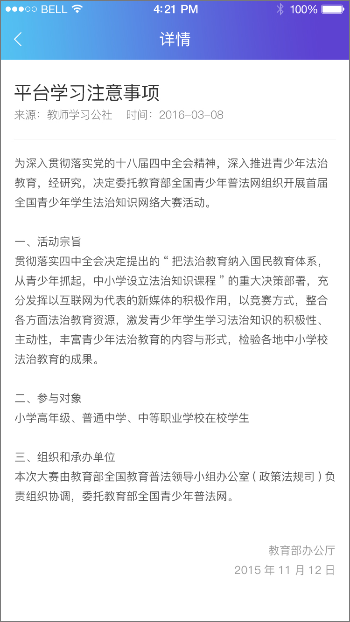 BELL 4:21 PM 100%
详情
平台学习注意事项
来源：教师学习公社 时间：2016-03-08
为深入贯彻落实党的十八届四中全会精神，深入推进青少年法治
教育，经研究，决定委托教育部全国青少年普法网组织开展首届
全国青少年学生法治知识网络大赛活动。
一、活动宗旨
贯彻落实四中全会决定提出的“把法治教育纳入国民教育体系，
从青少年抓起，中小学设立法治知识课程”的重大决策部署，充
分发挥以互联网为代表的新媒体的积极作用，以竞赛方式，整合
各方面法治教育资源，激发青少年学生学习法治知识的积极性、
主动性，丰富青少年法治教育的内容与形式，检验各地中小学校
法治教育的成果。
二、参与对象
小学高年级、普通中学、中等职业学校在校学生
三、组织和承办单位
本次大赛由教育部全国教育普法领导小组办公室（政策法规司）负
责组织协调，委托教育部全国青少年普法网。
教育部办公厅
2015 年 11 月 12 日